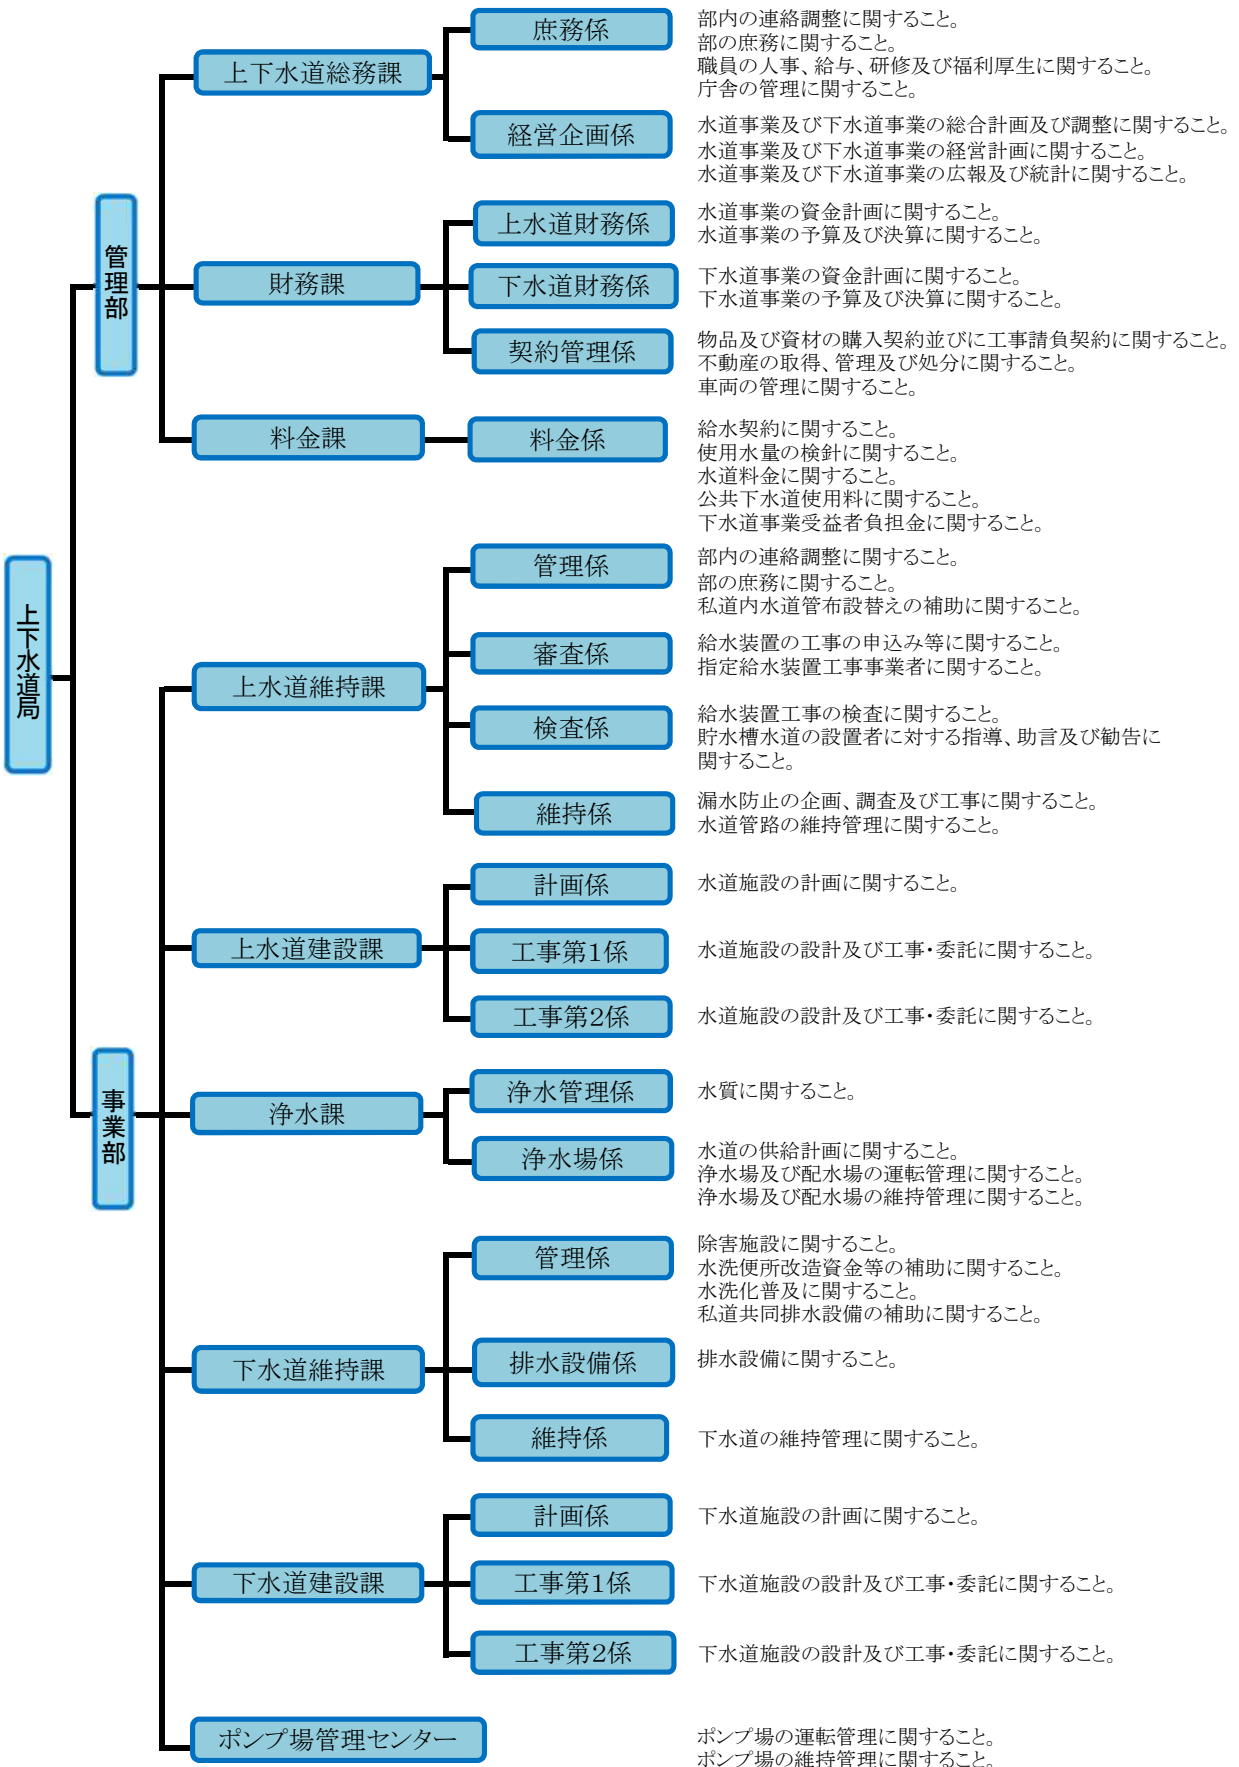 上下水道局
管理部
上下水道総務課
庶務係
部内の連絡調整に関すること。
部の庶務に関すること。
職員の人事、給与、研修及び福利厚生に関すること。
庁舎の管理に関すること。
経営企画係
水道事業及び下水道事業の総合計画及び調整に関すること。
水道事業及び下水道事業の経営計画に関すること。
水道事業及び下水道事業の広報及び統計に関すること。
財務課
上水道財務係
水道事業の資金計画に関すること。
水道事業の予算及び決算に関すること。
下水道財務係
下水道事業の資金計画に関すること。
下水道事業の予算及び決算に関すること。
契約管理係
物品及び資材の購入契約並びに工事請負契約に関すること。
不動産の取得、管理及び処分に関すること。
車両の管理に関すること。
料金課
料金係
給水契約に関すること。
使用水量の検針に関すること。
水道料金に関すること。
公共下水道使用料に関すること。
下水道事業受益者負担金に関すること。
事業部
上水道維持課
管理係
部内の連絡調整に関すること。
部の庶務に関すること。
私道内水道管布設替えの補助に関すること。
審査係
給水装置の工事の申込み等に関すること。
指定給水装置工事事業者に関すること。
検査係
給水装置工事の検査に関すること。
貯水槽水道の設置者に対する指導、助言及び勧告に
関すること。
維持係
漏水防止の企画、調査及び工事に関すること。
水道管路の維持管理に関すること。
上水道建設課
計画係
水道施設の計画に関すること。
工事第1係
水道施設の設計及び工事・委託に関すること。
工事第2係
水道施設の設計及び工事・委託に関すること。
浄水課
浄水管理係
水質に関すること。
浄水場係
水道の供給計画に関すること。
浄水場及び配水場の運転管理に関すること。
浄水場及び配水場の維持管理に関すること。
下水道維持課
管理係
除害施設に関すること。
水洗便所改造資金等の補助に関すること。
水洗化普及に関すること。
私道共同排水設備の補助に関すること。
排水設備係
排水設備に関すること。
維持係
下水道の維持管理に関すること。
下水道建設課
計画係
下水道施設の計画に関すること。
工事第1係
下水道施設の設計及び工事・委託に関すること。
工事第2係
下水道施設の設計及び工事・委託に関すること。
ポンプ場管理センター
ポンプ場の運転管理に関すること。
ポンプ場の維持管理に関すること。